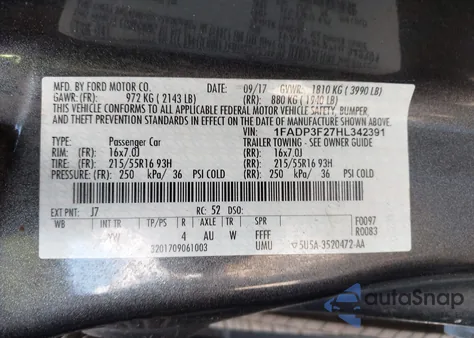 MFD. BY FORD MOTOR CO. 09/17 GVWR: 1810 KG ( 3990 LB)
GAWR: (FR): 972 KG ( 2143 LB) (RR): 880 KG ( 1940 LB)
THIS VEHICLE CONFORMS TO ALL APPLICABLE FEDERAL MOTOR VEHICLE SAFETY, BUMPER,
AND THEFT PREVENTION STANDARDS IN EFFECT ON THE DATE OF MANUFACTURE SHOWN ABOVE.
VIN: 1FADP3F27HL342391
TYPE: Passenger Car TRAILER TOWING - SEE OWNER GUIDE
RIM: (FR): 16x7.0J (RR): 16x7.0J
TIRE: (FR): 215/55R16 93H (RR): 215/55R16 93H
PRESSURE: (FR): 250 kPa/ 36 PSI COLD (RR): 250 kPa/ 36 PSI COLD
EXT PNT: J7 RC: 52 DSO: F0097
WB INT TR TP/PS R AXLE TR SPR R0083
4 AU W FFFF
3201709061003 UMU 5U5A-3520472-AA
autoSnap